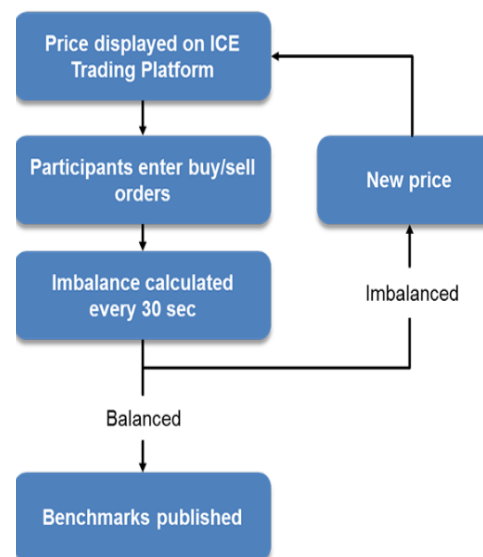 Price displayed on ICE
Trading Platform
Participants enter buy/sell
orders
New price
Imbalance calculated
every 30 sec
Imbalanced
Balanced
Benchmarks published